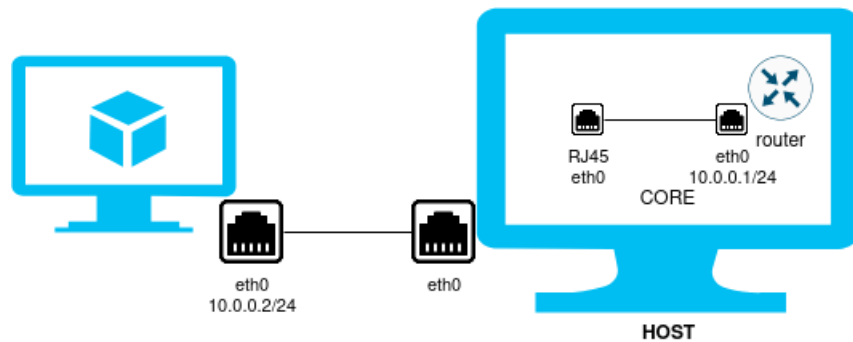 router
RJ45
eth0
eth0
10.0.0.1/24
CORE
eth0
10.0.0.2/24
eth0
HOST